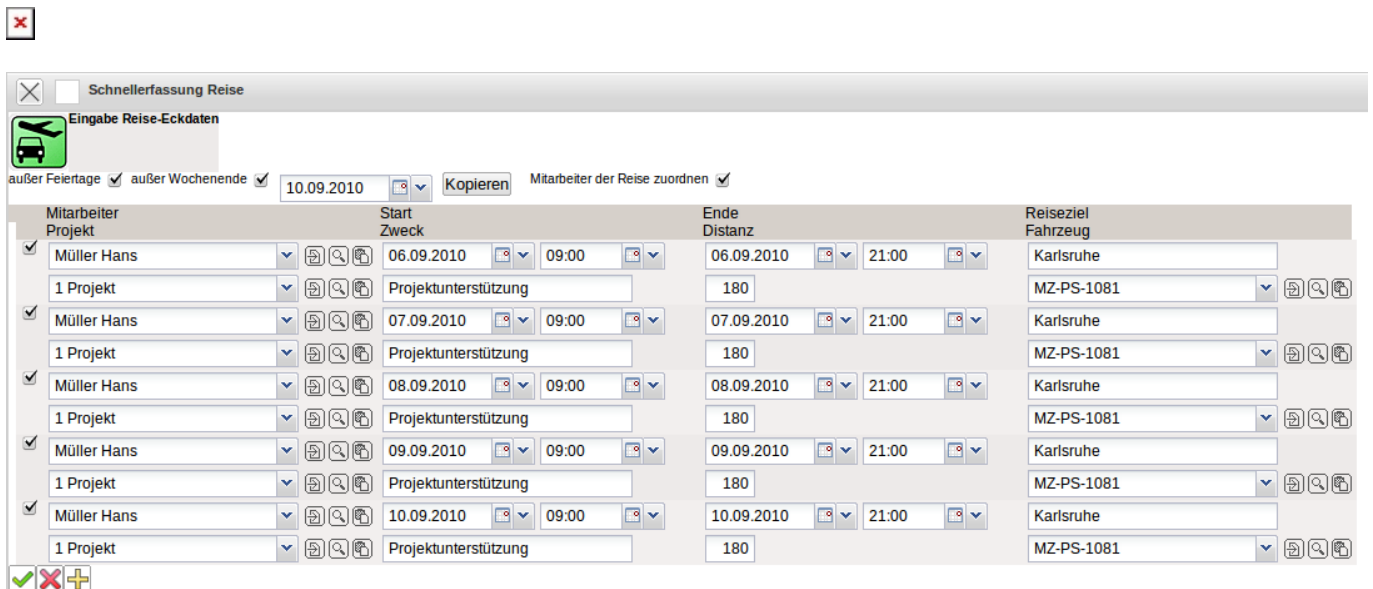 Schnellerfassung Reise
Eingabe Reise-Eckdaten
außer Feiertage außer Wochenende 10.09.2010 Kopieren Mitarbeiter der Reise zuordnen
Mitarbeiter Start Ende Reiseziel
Projekt Zweck Distanz Fahrzeug
Müller Hans 06.09.2010 09:00 06.09.2010 21:00 Karlsruhe
1 Projekt Projektunterstützung 180 MZ-PS-1081
Müller Hans 07.09.2010 09:00 07.09.2010 21:00 Karlsruhe
1 Projekt Projektunterstützung 180 MZ-PS-1081
Müller Hans 08.09.2010 09:00 08.09.2010 21:00 Karlsruhe
1 Projekt Projektunterstützung 180 MZ-PS-1081
Müller Hans 09.09.2010 09:00 09.09.2010 21:00 Karlsruhe
1 Projekt Projektunterstützung 180 MZ-PS-1081
Müller Hans 10.09.2010 09:00 10.09.2010 21:00 Karlsruhe
1 Projekt Projektunterstützung 180 MZ-PS-1081